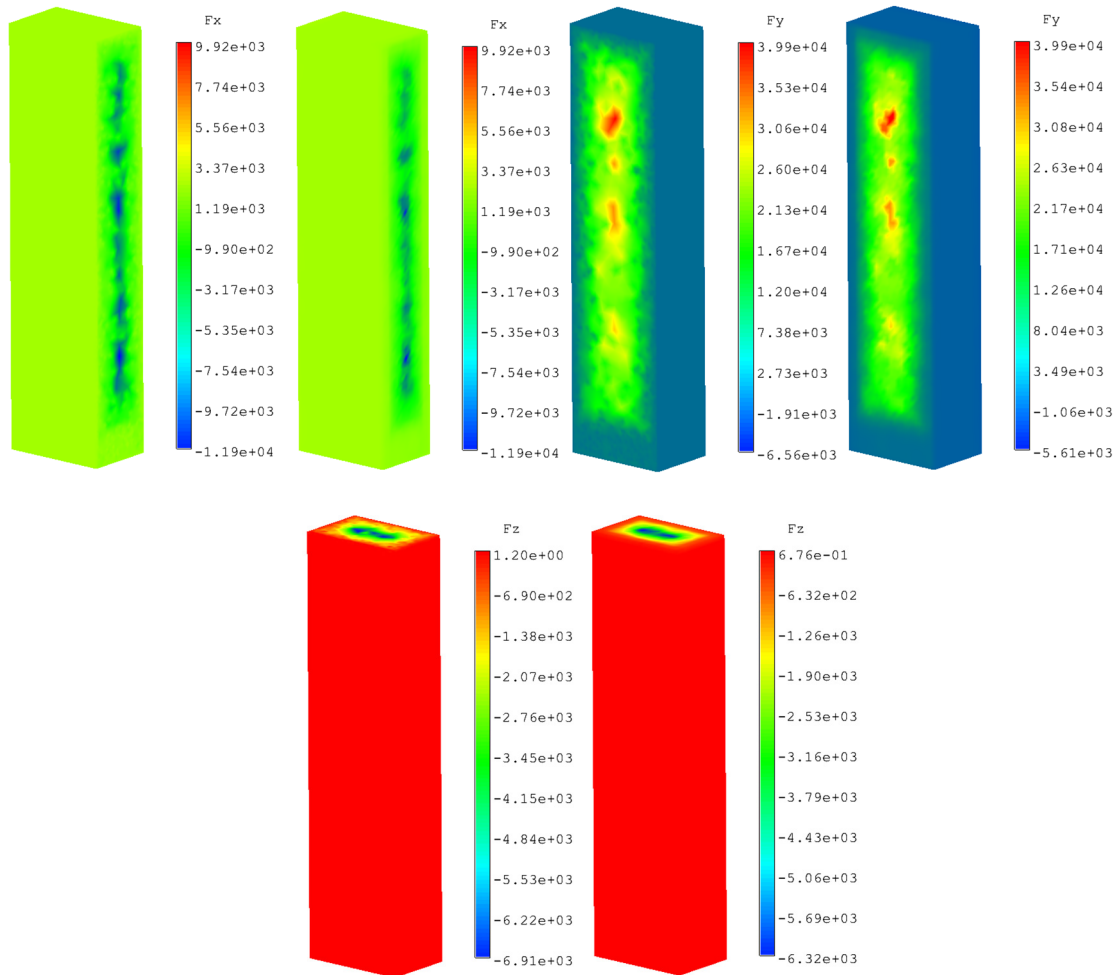 Fx
9.92e+03
7.74e+03
5.56e+03
3.37e+03
1.19e+03
-9.90e+02
-3.17e+03
-5.35e+03
-7.54e+03
-9.72e+03
-1.19e+04
Fx
9.92e+03
7.74e+03
5.56e+03
3.37e+03
1.19e+03
-9.90e+02
-3.17e+03
-5.35e+03
-7.54e+03
-9.72e+03
-1.19e+04
Fy
3.99e+04
3.53e+04
3.06e+04
2.60e+04
2.13e+04
1.67e+04
1.20e+04
7.38e+03
2.73e+03
-1.91e+03
-6.56e+03
Fy
3.99e+04
3.54e+04
3.08e+04
2.63e+04
2.17e+04
1.71e+04
1.26e+04
8.04e+03
3.49e+03
-1.06e+03
-5.61e+03
Fz
1.20e+00
-6.90e+02
-1.38e+03
-2.07e+03
-2.76e+03
-3.45e+03
-4.15e+03
-4.84e+03
-5.53e+03
-6.22e+03
-6.91e+03
Fz
6.76e-01
-6.32e+02
-1.26e+03
-1.90e+03
-2.53e+03
-3.16e+03
-3.79e+03
-4.43e+03
-5.06e+03
-5.69e+03
-6.32e+03